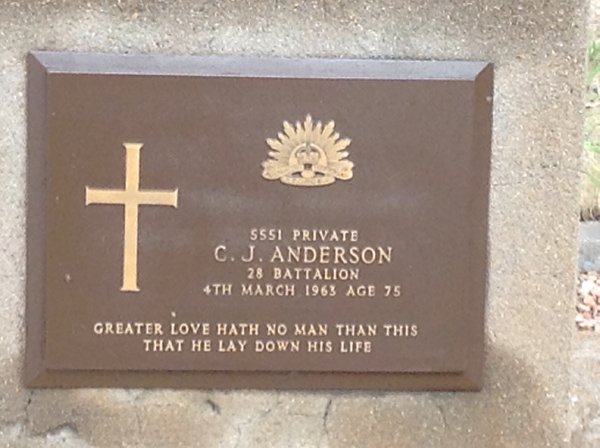 5551 PRIVATE
C. J. ANDERSON
28 BATTALION
4TH MARCH 1963 AGE 75
GREATER LOVE HATH NO MAN THAN THIS
THAT HE LAY DOWN HIS LIFE